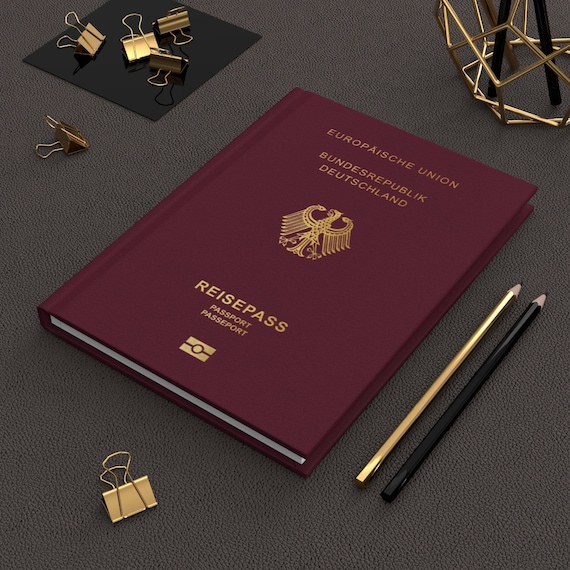 EUROPÄISCHE UNION
BUNDESREPUBLIK
DEUTSCHLAND
REISEPASS
PASSPORT
PASSEPORT